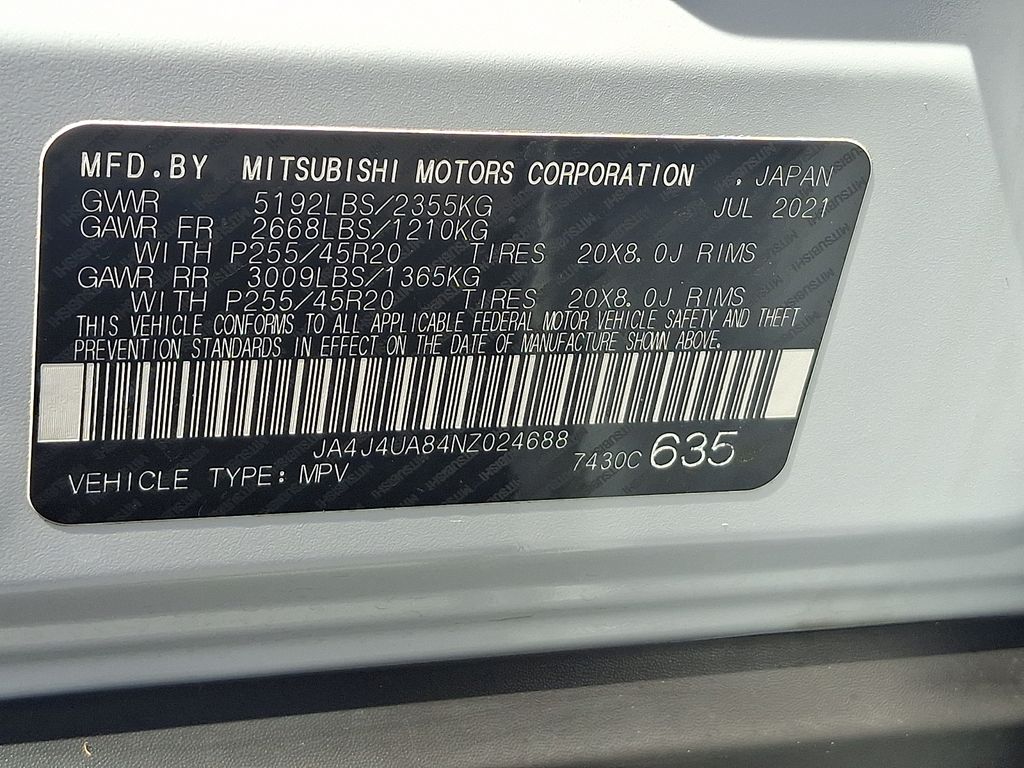 MFD.BY MITSUBISHI MOTORS CORPORATION , JAPAN
GVWR 5192LBS/2355KG JUL 2021
GAWR FR 2668LBS/1210KG
WITH P255/45R20 TIRES 20X8.0J RIMS
GAWR RR 3009LBS/1365KG
WITH P255/45R20 TIRES 20X8.0J RIMS
THIS VEHICLE CONFORMS TO ALL APPLICABLE FEDERAL MOTOR VEHICLE SAFETY AND THEFT
PREVENTION STANDARDS IN EFFECT ON THE DATE OF MANUFACTURE SHOWN ABOVE.
JA4J4UA84NZ024688
7430C 635
VEHICLE TYPE: MPV